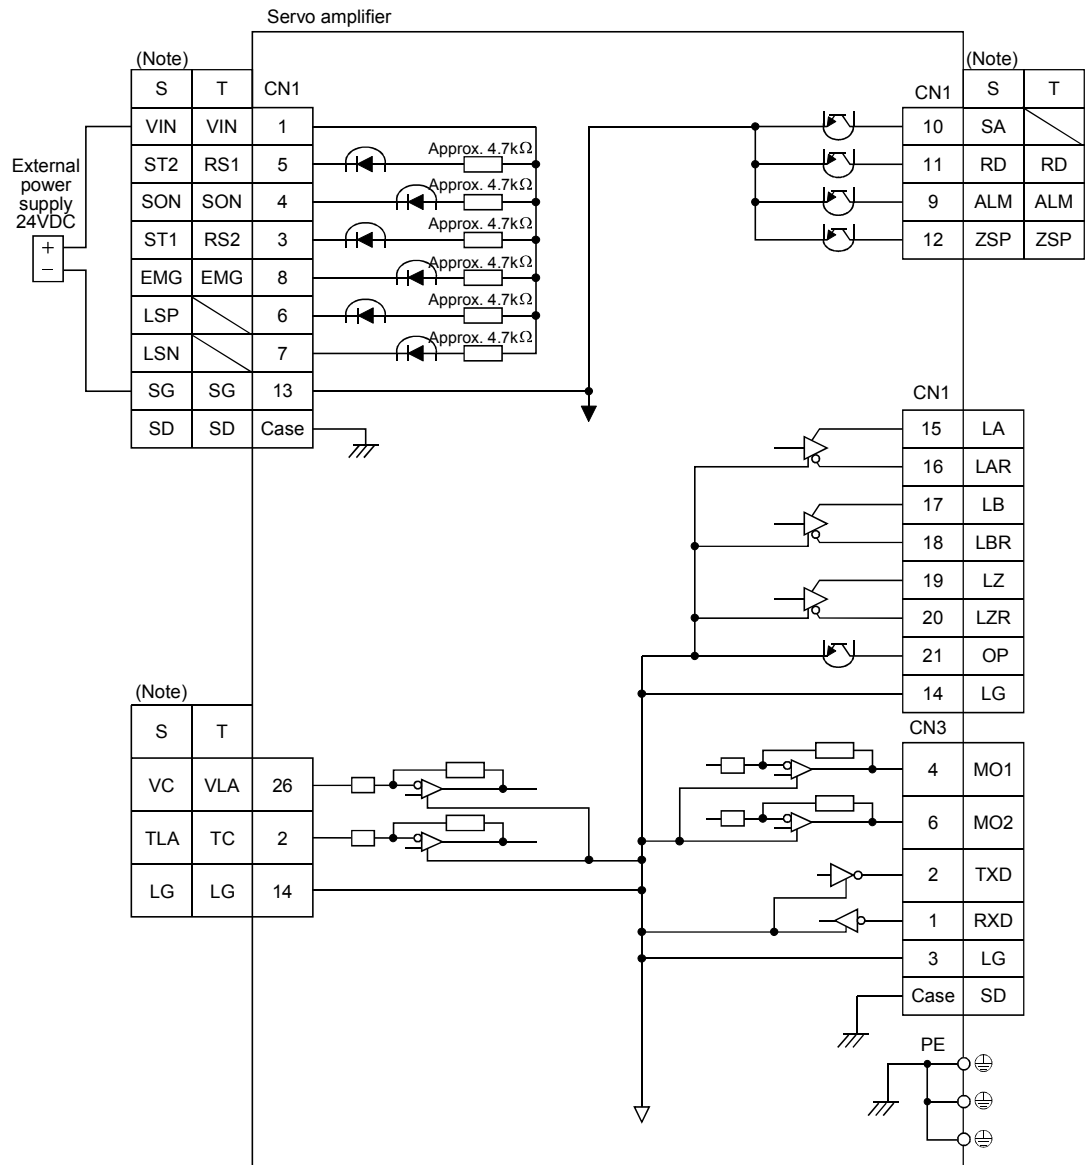 Servo amplifier
(Note)
S T CN1
VIN VIN 1
ST2 RS1 5 Approx. 4.7kΩ
SON SON 4 Approx. 4.7kΩ
ST1 RS2 3 Approx. 4.7kΩ
EMG EMG 8 Approx. 4.7kΩ
LSP 6 Approx. 4.7kΩ
LSN 7 Approx. 4.7kΩ
SG SG 13
SD SD Case
External
power
supply
24VDC
+
−
(Note)
CN1 S T
10 SA
11 RD RD
9 ALM ALM
12 ZSP ZSP
CN1
15 LA
16 LAR
17 LB
18 LBR
19 LZ
20 LZR
21 OP
14 LG
(Note)
S T
VC VLA 26
TLA TC 2
LG LG 14
CN3
4 MO1
6 MO2
2 TXD
1 RXD
3 LG
Case SD
PE